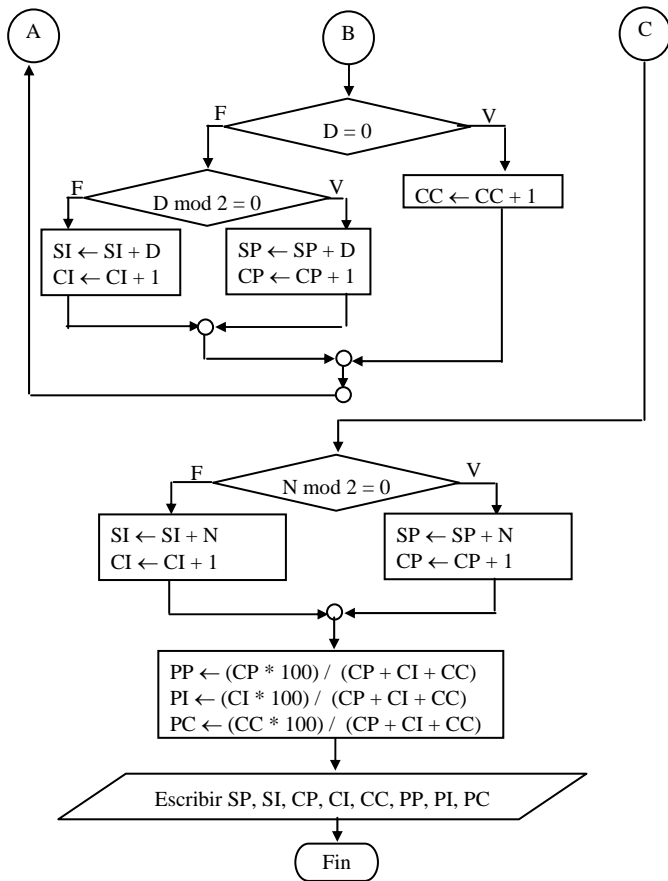 A
B
C
F
V
D = 0
F
V
D mod 2 = 0
CC ← CC + 1
SI ← SI + D
CI ← CI + 1
SP ← SP + D
CP ← CP + 1
F
V
N mod 2 = 0
SI ← SI + N
CI ← CI + 1
SP ← SP + N
CP ← CP + 1
PP ← (CP * 100) / (CP + CI + CC)
PI ← (CI * 100) / (CP + CI + CC)
PC ← (CC * 100) / (CP + CI + CC)
Escribir SP, SI, CP, CI, CC, PP, PI, PC
Fin